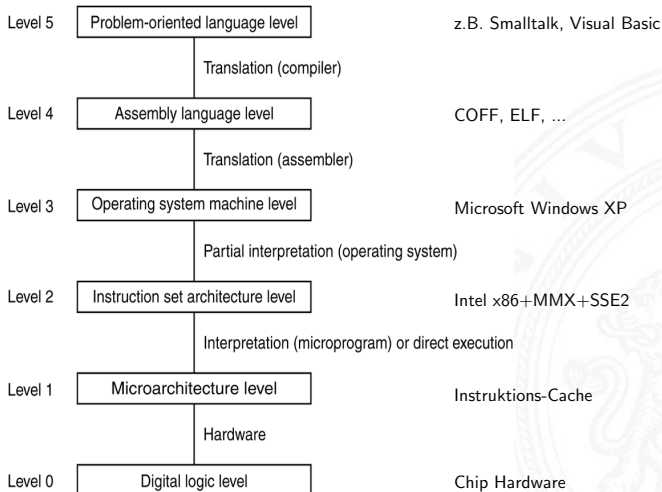 Level 5 Problem-oriented language level z.B. Smalltalk, Visual Basic
Translation (compiler)
Level 4 Assembly language level COFF, ELF, ...
Translation (assembler)
Level 3 Operating system machine level Microsoft Windows XP
Partial interpretation (operating system)
Level 2 Instruction set architecture level Intel x86+MMX+SSE2
Interpretation (microprogram) or direct execution
Level 1 Microarchitecture level Instruktions-Cache
Hardware
Level 0 Digital logic level Chip Hardware